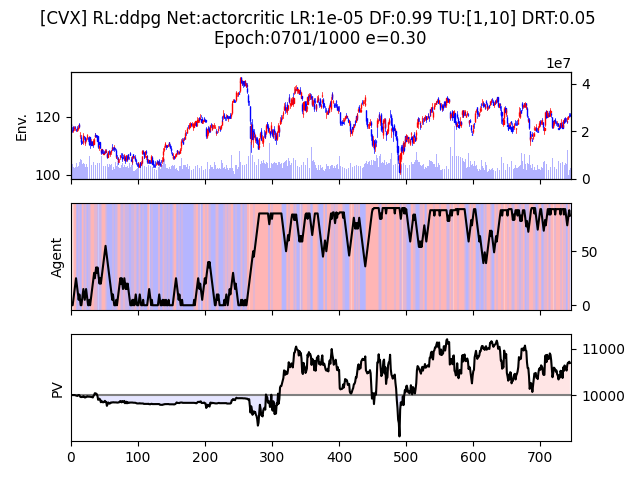 [CVX] RL:ddpg Net:actorcritic LR:1e-05 DF:0.99 TU:[1,10] DRT:0.05
Epoch:0701/1000 e=0.30
1e7
Env.
120
100
4
2
0
Agent
50
0
PV
11000
10000
0 100 200 300 400 500 600 700